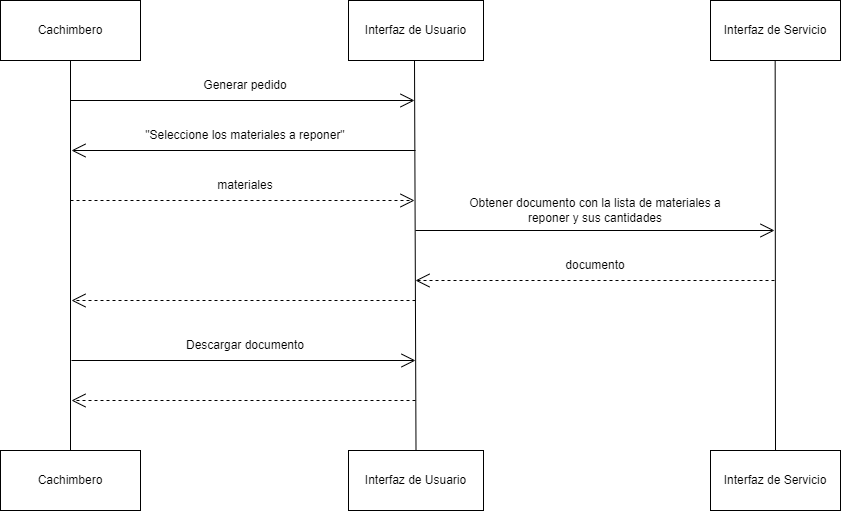 Cachimbero
Interfaz de Usuario
Interfaz de Servicio
Generar pedido
"Seleccione los materiales a reponer"
materiales
Obtener documento con la lista de materiales a
reponer y sus cantidades
documento
Descargar documento
Cachimbero
Interfaz de Usuario
Interfaz de Servicio